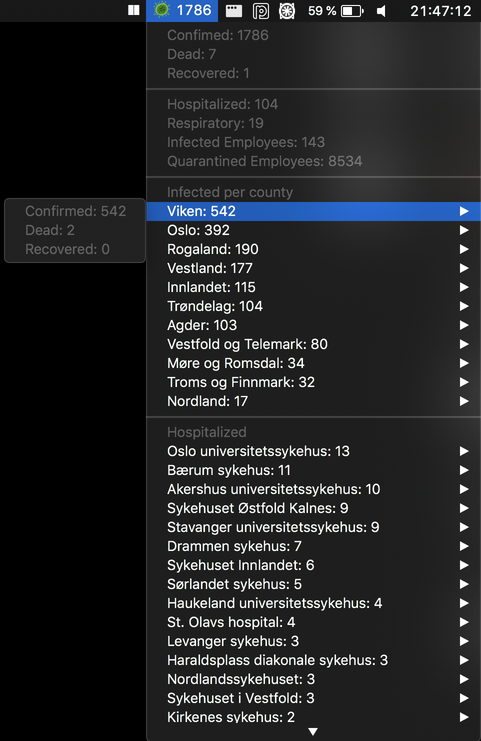 1786
59 %
21:47:12
Confimed: 1786
Dead: 7
Recovered: 1
Hospitalized: 104
Respiratory: 19
Infected Employees: 143
Quarantined Employees: 8534
Infected per county
Viken: 542
Confirmed: 542
Dead: 2
Recovered: 0
Oslo: 392
Rogaland: 190
Vestland: 177
Innlandet: 115
Trøndelag: 104
Agder: 103
Vestfold og Telemark: 80
Møre og Romsdal: 34
Troms og Finnmark: 32
Nordland: 17
Hospitalized
Oslo universitetssykehus: 13
Bærum sykehus: 11
Akershus universitetssykehus: 10
Sykehuset Østfold Kalnes: 9
Stavanger universitetssykehus: 9
Drammen sykehus: 7
Sykehuset Innlandet: 6
Sørlandet sykehus: 5
Haukeland universitetssykehus: 4
St. Olavs hospital: 4
Levanger sykehus: 3
Haraldsplass diakonale sykehus: 3
Nordlandssykehuset: 3
Sykehuset i Vestfold: 3
Kirkenes sykehus: 2